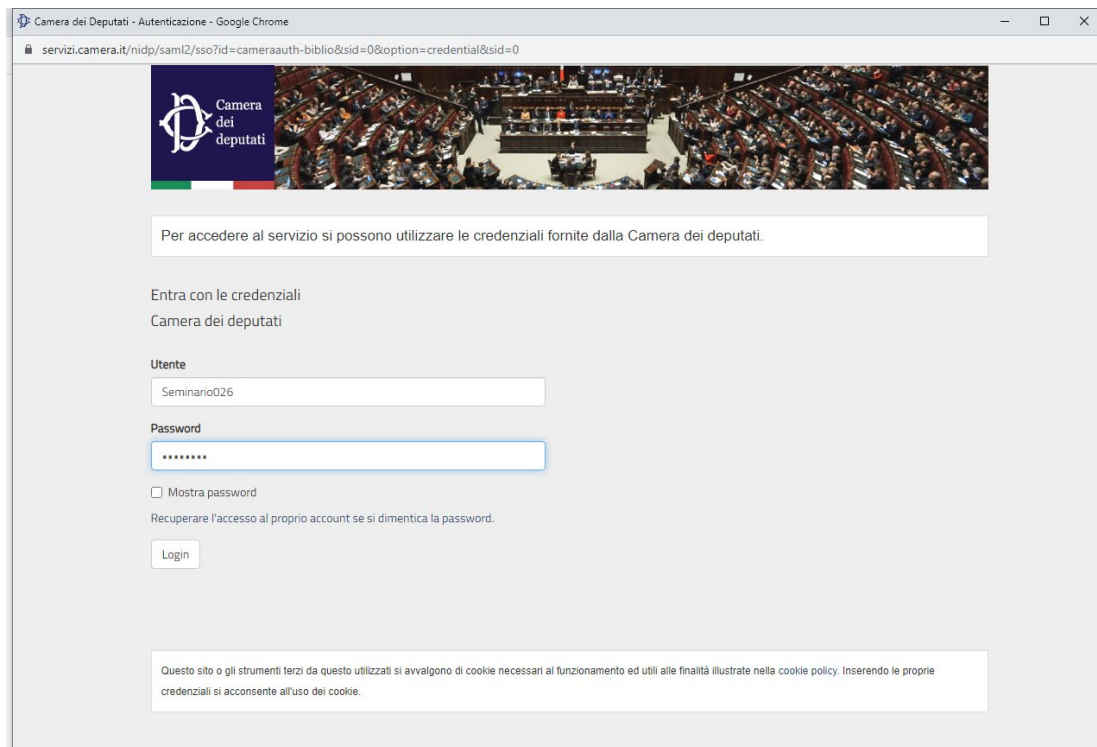 Camera dei Deputati - Autenticazione - Google Chrome
servizi.camera.it/nidp/saml2/sso?id=cameraauth-biblio&sid=0&option=credential&sid=0
Camera
dei
deputati
Per accedere al servizio si possono utilizzare le credenziali fornite dalla Camera dei deputati.
Entra con le credenziali
Camera dei deputati
Utente
Seminario026
Password
••••••••
Mostra password
Recuperare l'accesso al proprio account se si dimentica la password.
Login
Questo sito o gli strumenti terzi da questo utilizzati si avvalgono di cookie necessari al funzionamento ed utili alle finalità illustrate nella cookie policy. Inserendo le proprie
credenziali si acconsente all'uso dei cookie.